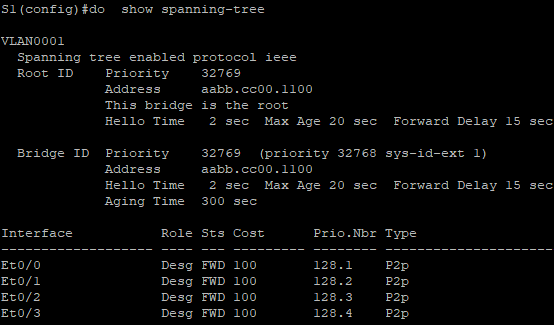 S1(config)#do  show spanning-tree

VLAN0001
  Spanning tree enabled protocol ieee
  Root ID    Priority    32769
             Address     aabb.cc00.1100
             This bridge is the root
             Hello Time   2 sec  Max Age 20 sec  Forward Delay 15 sec

  Bridge ID  Priority    32769  (priority 32768 sys-id-ext 1)
             Address     aabb.cc00.1100
             Hello Time   2 sec  Max Age 20 sec  Forward Delay 15 sec
             Aging Time  300 sec

Interface           Role Sts Cost      Prio.Nbr Type
------------------- ---- --- --------- -------- --------------------
Et0/0               Desg FWD 100       128.1    P2p
Et0/1               Desg FWD 100       128.2    P2p
Et0/2               Desg FWD 100       128.3    P2p
Et0/3               Desg FWD 100       128.4    P2p